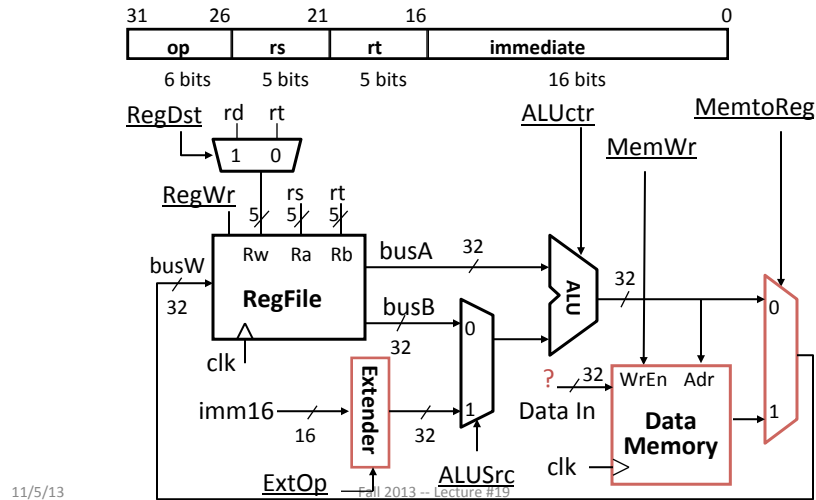 31 26 21 16 0
op rs rt immediate
6 bits 5 bits 5 bits 16 bits
RegDst rd rt ALUctr MemtoReg
1 0 MemWr
RegWr rs rt
5 5 5
Rw Ra Rb busA 32
busW RegFile ALU 32
32 busB 0 0
clk 32
Extender ? 32 WrEn Adr
imm16 1 Data In Data Memory 1
16 32
clk
ExtOp ALUSrc
11/5/13 Fall 2013 -- Lecture #19